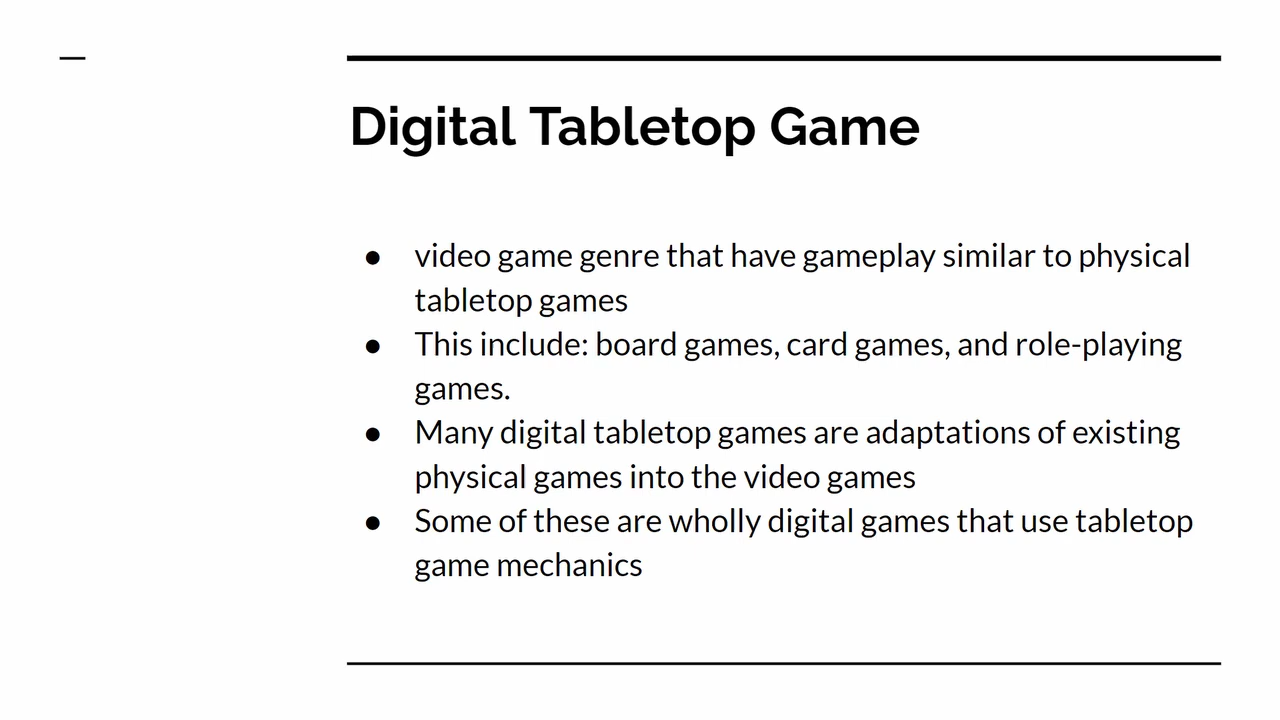 Digital Tabletop Game
● video game genre that have gameplay similar to physical
tabletop games
● This include: board games, card games, and role-playing
games.
● Many digital tabletop games are adaptations of existing
physical games into the video games
● Some of these are wholly digital games that use tabletop
game mechanics